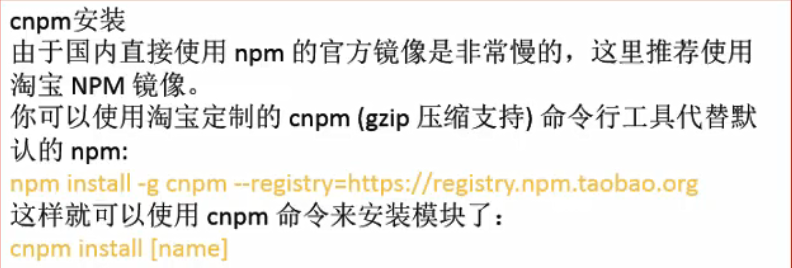 cnpm安装
由于国内直接使用 npm 的官方镜像是非常慢的，这里推荐使用
淘宝 NPM 镜像。
你可以使用淘宝定制的 cnpm (gzip 压缩支持) 命令行工具代替默
认的 npm:
npm install -g cnpm --registry=https://registry.npm.taobao.org
这样就可以使用 cnpm 命令来安装模块了：
cnpm install [name]